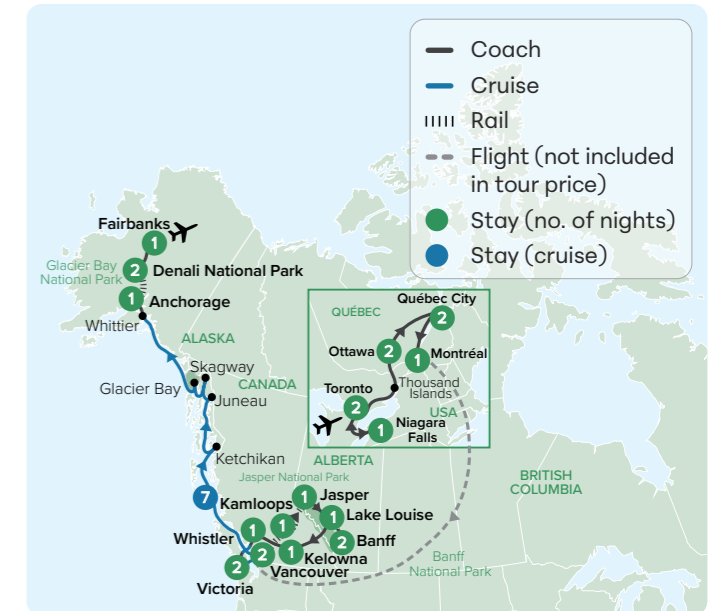 Coach
Cruise
Rail
Flight (not included
in tour price)
Stay (no. of nights)
Stay (cruise)
Fairbanks
1
Glacier Bay
National Park
2
Denali National Park
1
Anchorage
Whittier
ALASKA
Skagway
Glacier Bay
CANADA
Juneau
Ketchikan
QUÉBEC
Québec City
2
Ottawa
2
1
Montréal
Toronto
2
Thousand
Islands
USA
1
Niagara
Falls
ALBERTA
Jasper National Park
BRITISH
COLUMBIA
7
Kamloops
1
1
Jasper
1
Lake Louise
Whistler
1
2
Banff
1
Kelowna
2
Vancouver
2
Victoria
Banff
National Park